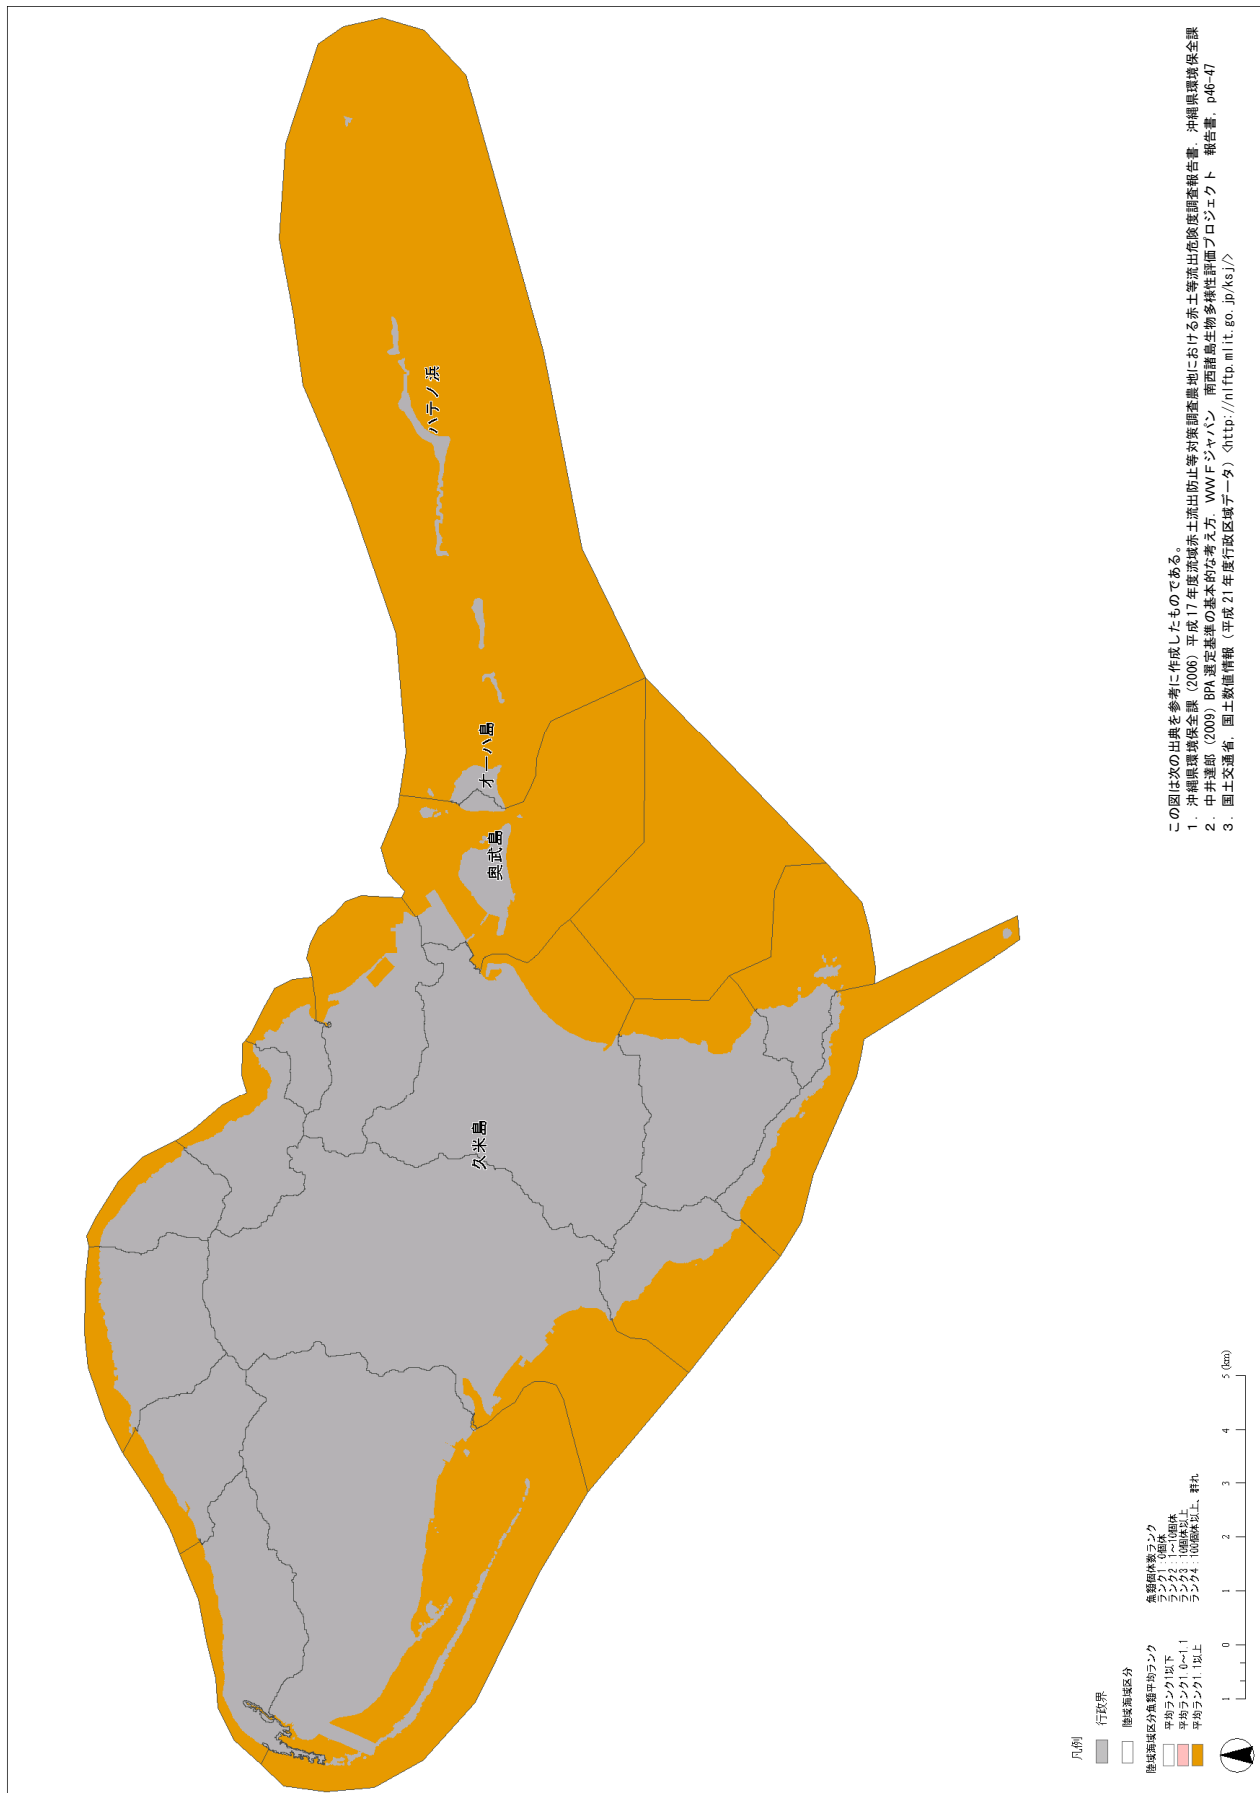 ハテノ浜
オーハ島
奥武島
久米島
この図は次の出典を参考に作成したものである。
1. 沖縄県環境保全課 (2006) 平成17年度流域赤土流出防止等対策調査農地における赤土等流出危険度調査報告書. 沖縄県環境保全課
2. 中井達郎 (2009) BPA 選定基準の基本的な考え方. WWFジャパン 南西諸島生物多様性評価プロジェクト 報告書. p46-47
3. 国土交通省. 国土数値情報 (平成21年度行政区域データ) <http://nlftp.mlit.go.jp/ksj/>
凡例
行政界
陸域海域区分
陸域海域区分魚類平均ランク
平均ランク1以下
平均ランク1.0~1.1
平均ランク1.1以上
魚類個体数ランク
ランク1:0個体
ランク2:1~10個体
ランク3:10個体以上
ランク4:100個体以上、群れ
1 0 1 2 3 4 5 (km)